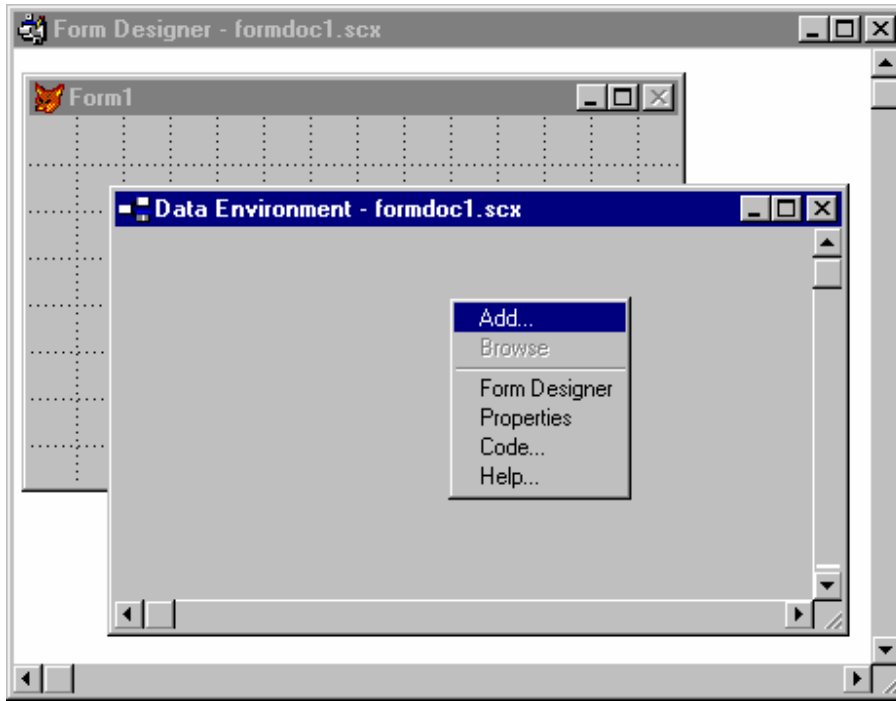 Form Designer - formdoc1.scx
Form1
Data Environment - formdoc1.scx
Add...
Browse
Form Designer
Properties
Code...
Help...